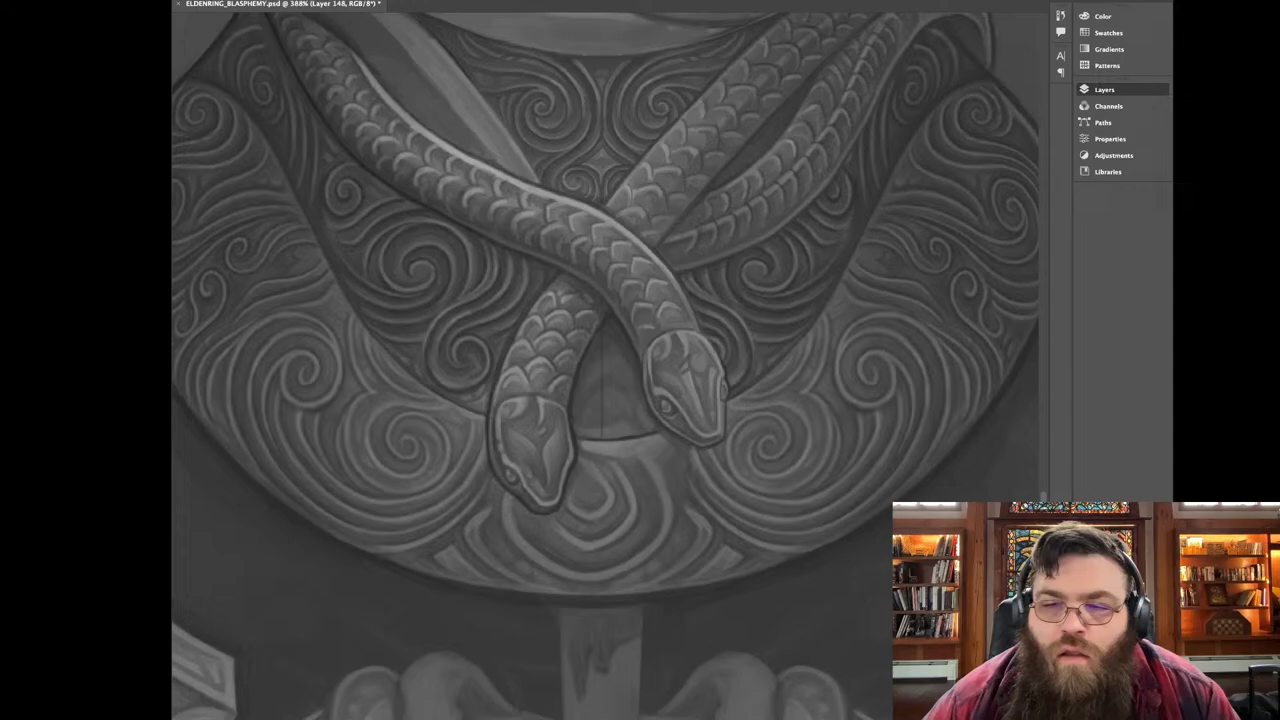 × ELDENRING_BLASPHEMY.psd @ 388% (Layer 148, RGB/8*) *
Color
Swatches
Gradients
Patterns
Layers
Channels
Paths
Properties
Adjustments
Libraries